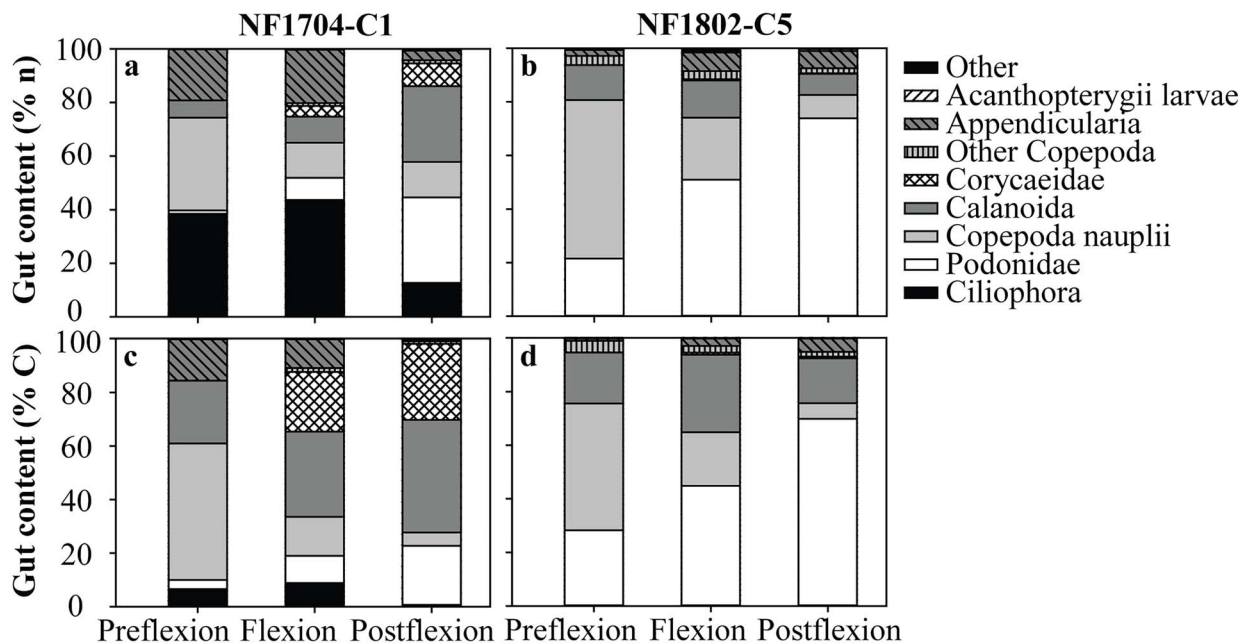 NF1704-C1
NF1802-C5
Gut content (% n)
100
80
60
40
20
0
a
b
Other
Acanthopterygii larvae
Appendicularia
Other Copepoda
Corycaeidae
Calanoida
Copepoda nauplii
Podonidae
Ciliophora
Gut content (% C)
100
80
60
40
20
0
c
d
Preflexion Flexion Postflexion
Preflexion Flexion Postflexion